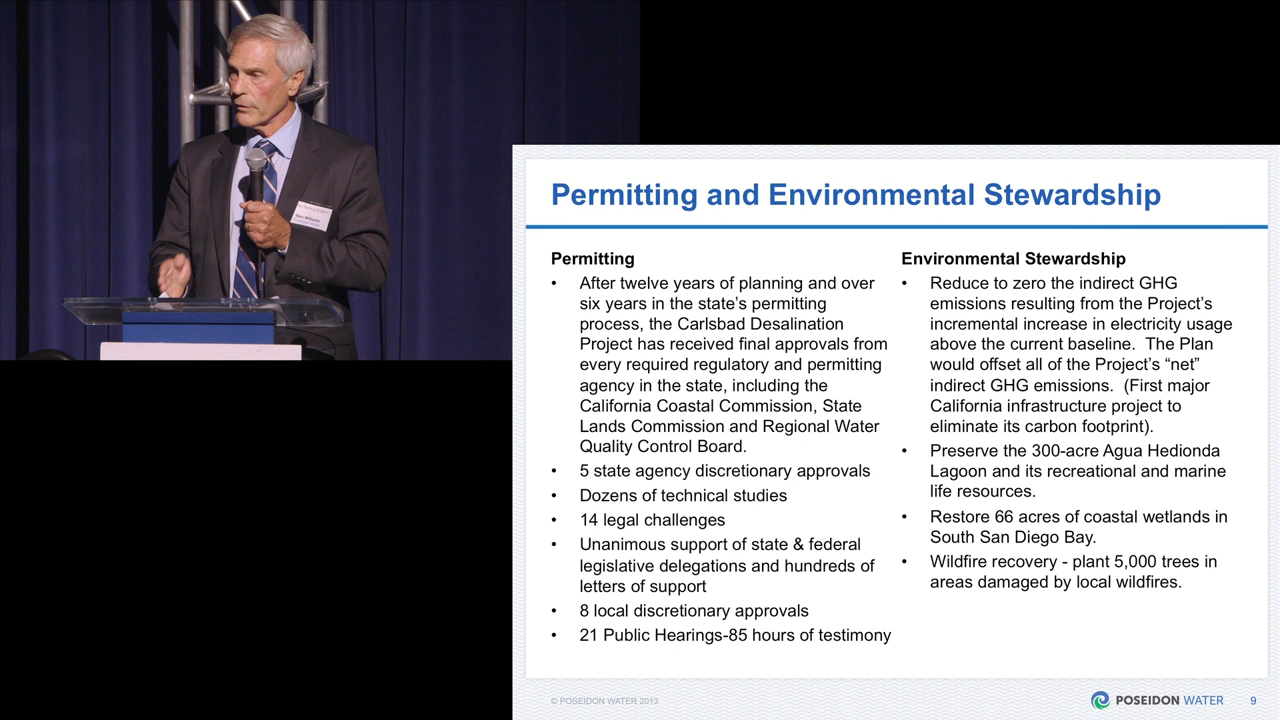 Stan Williams
Permitting and Environmental Stewardship
Permitting
• After twelve years of planning and over
six years in the state’s permitting
process, the Carlsbad Desalination
Project has received final approvals from
every required regulatory and permitting
agency in the state, including the
California Coastal Commission, State
Lands Commission and Regional Water
Quality Control Board.
• 5 state agency discretionary approvals
• Dozens of technical studies
• 14 legal challenges
• Unanimous support of state & federal
legislative delegations and hundreds of
letters of support
• 8 local discretionary approvals
• 21 Public Hearings-85 hours of testimony
Environmental Stewardship
• Reduce to zero the indirect GHG
emissions resulting from the Project’s
incremental increase in electricity usage
above the current baseline. The Plan
would offset all of the Project’s “net”
indirect GHG emissions. (First major
California infrastructure project to
eliminate its carbon footprint).
• Preserve the 300-acre Agua Hedionda
Lagoon and its recreational and marine
life resources.
• Restore 66 acres of coastal wetlands in
South San Diego Bay.
• Wildfire recovery - plant 5,000 trees in
areas damaged by local wildfires.
© POSEIDON WATER 2013
POSEIDON WATER
9